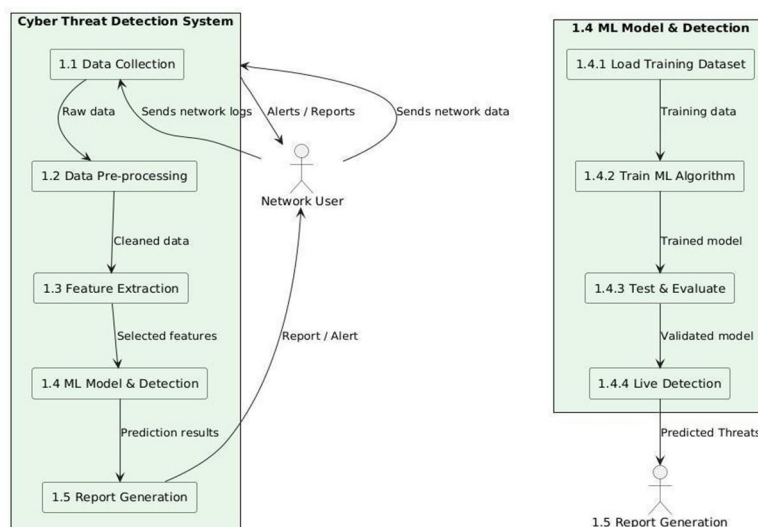 Cyber Threat Detection System
1.1 Data Collection
Raw data
Sends network logs
Alerts / Reports
Sends network data
1.2 Data Pre-processing
Network User
Cleaned data
1.3 Feature Extraction
Selected features
Report / Alert
1.4 ML Model & Detection
Prediction results
1.5 Report Generation
1.4 ML Model & Detection
1.4.1 Load Training Dataset
Training data
1.4.2 Train ML Algorithm
Trained model
1.4.3 Test & Evaluate
Validated model
1.4.4 Live Detection
Predicted Threats
1.5 Report Generation